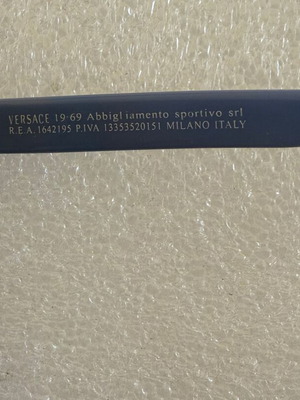 VERSACE 19·69 Abbigliamento sportivo srl
R.E.A. 1642195 P.IVA 13353520151 MILANO ITALY